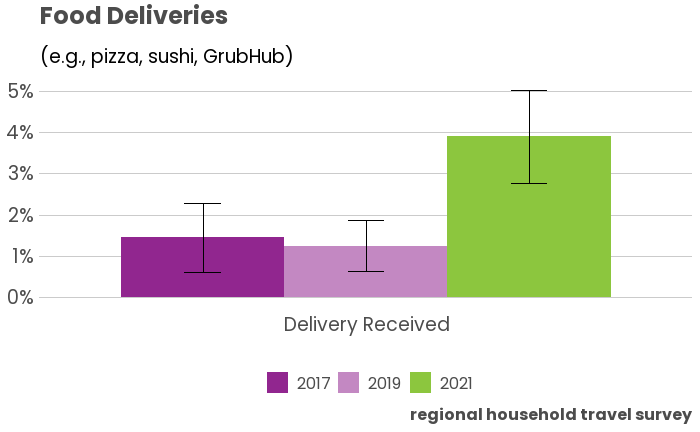 Food Deliveries
(e.g., pizza, sushi, GrubHub)
5%
4%
3%
2%
1%
0%
Delivery Received
2017 2019 2021
regional household travel survey